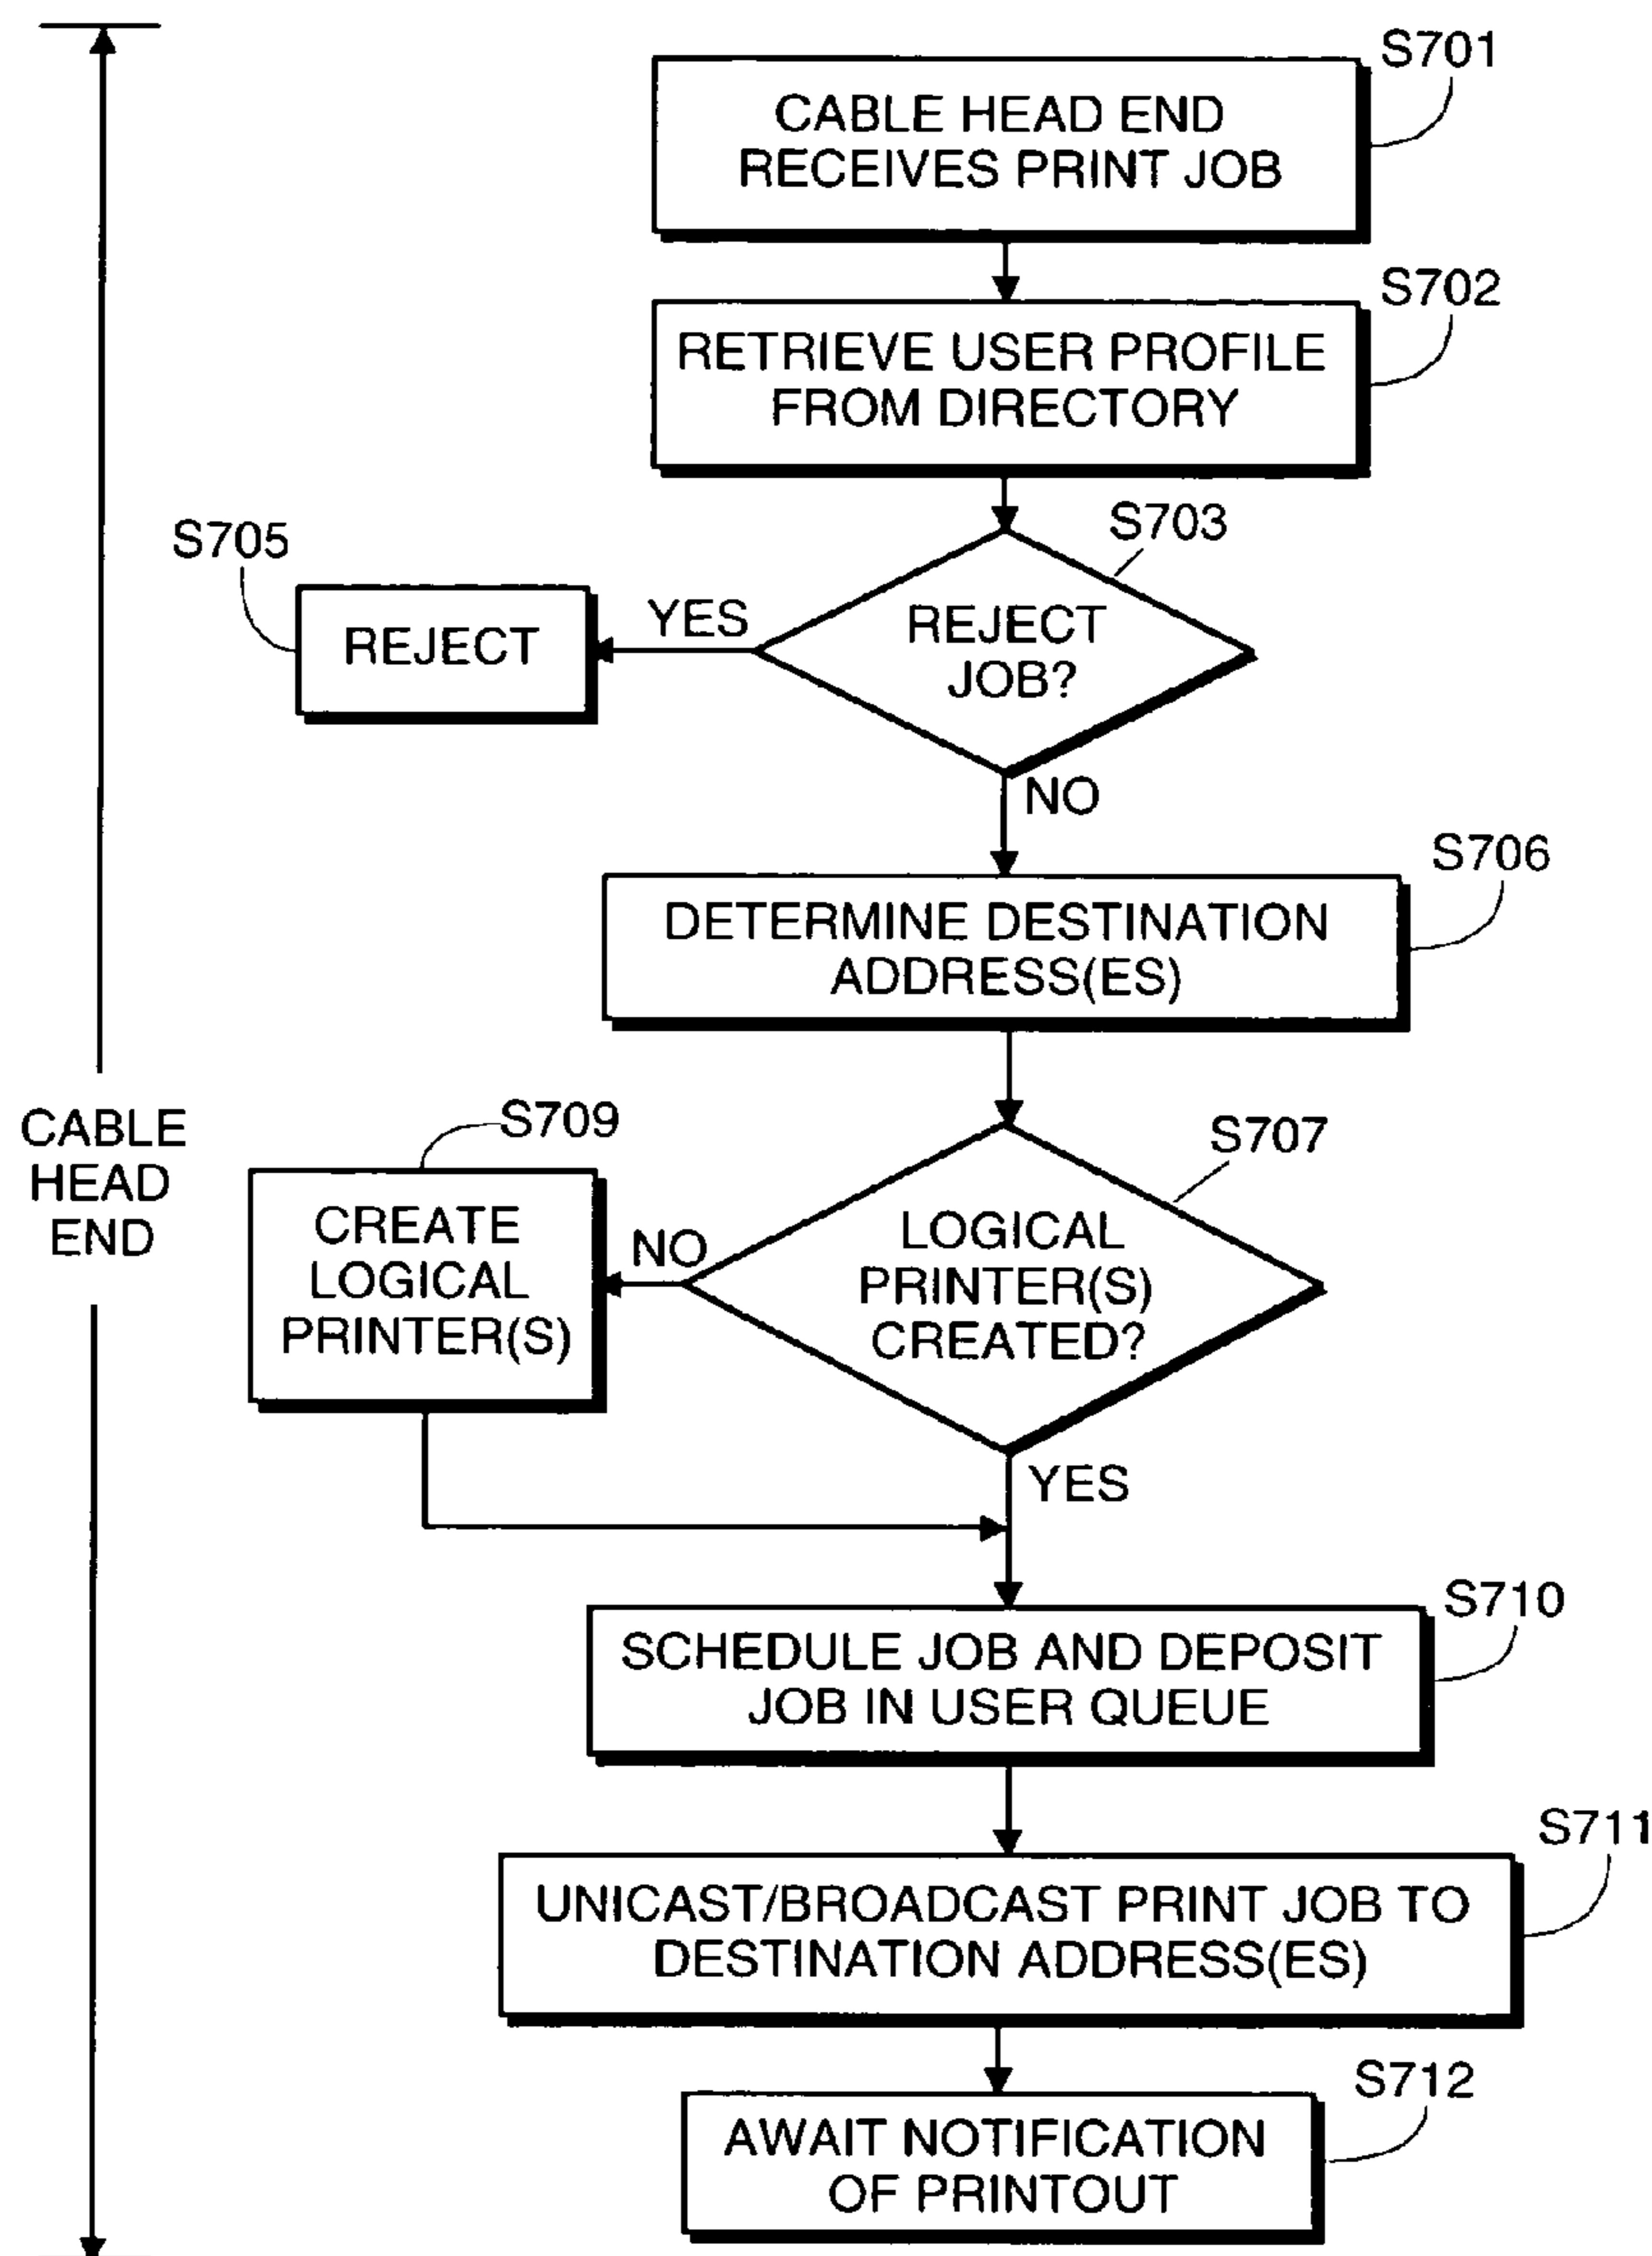 S701
CABLE HEAD END
RECEIVES PRINT JOB
S702
RETRIEVE USER PROFILE
FROM DIRECTORY
S703
S705
YES
REJECT
REJECT
JOB?
NO
S706
DETERMINE DESTINATION
ADDRESS(ES)
CABLE
HEAD
END
S709
S707
CREATE
LOGICAL
PRINTER(S)
NO
LOGICAL
PRINTER(S)
CREATED?
YES
S710
SCHEDULE JOB AND DEPOSIT
JOB IN USER QUEUE
S711
UNICAST/BROADCAST PRINT JOB TO
DESTINATION ADDRESS(ES)
S712
AWAIT NOTIFICATION
OF PRINTOUT